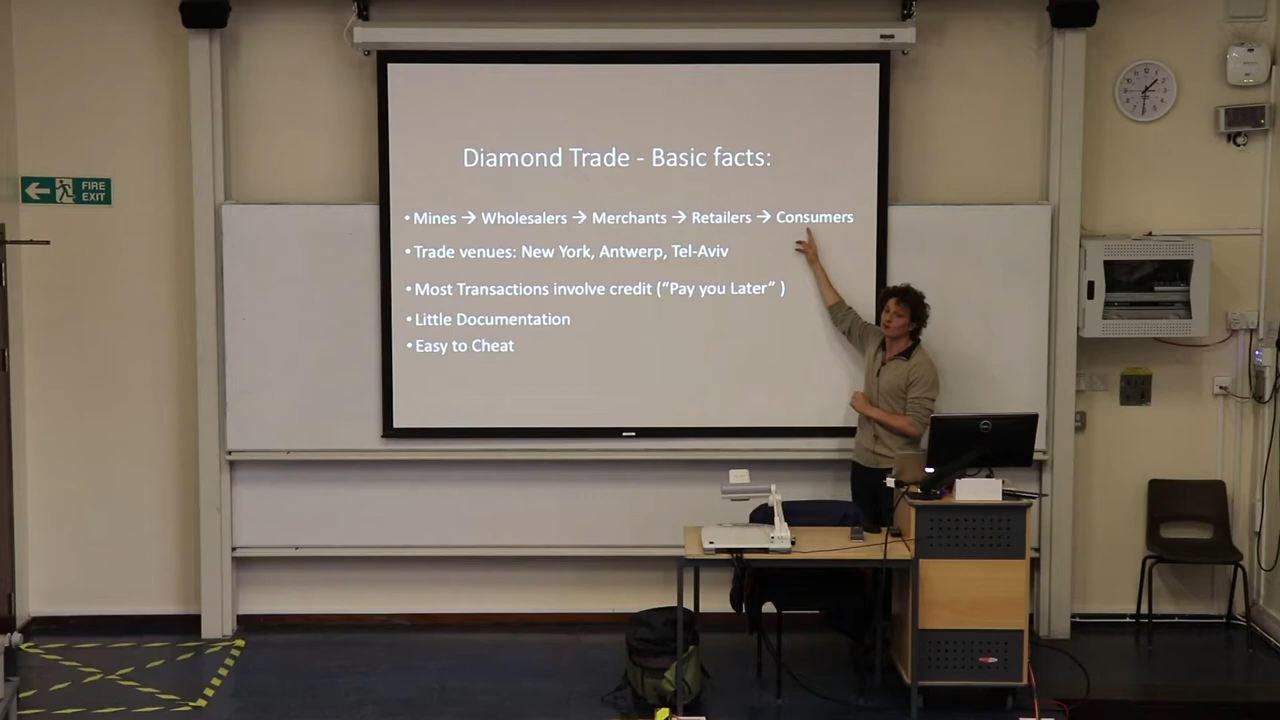 Diamond Trade - Basic facts:
• Mines → Wholesalers → Merchants → Retailers → Consumers
• Trade venues: New York, Antwerp, Tel-Aviv
• Most Transactions involve credit (“Pay you Later” )
• Little Documentation
• Easy to Cheat
FIRE
EXIT
DELL